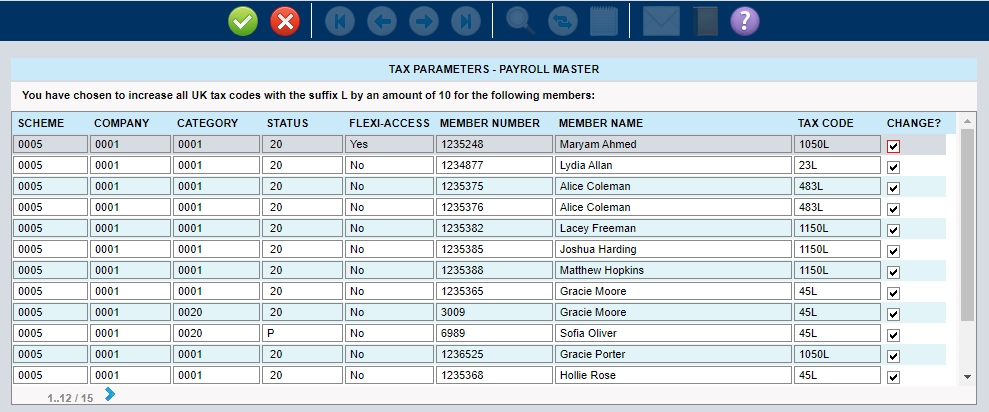 ?
TAX PARAMETERS - PAYROLL MASTER
You have chosen to increase all UK tax codes with the suffix L by an amount of 10 for the following members:
SCHEME COMPANY CATEGORY STATUS FLEXI-ACCESS MEMBER NUMBER MEMBER NAME TAX CODE CHANGE?
0005 0001 0001 20 Yes 1235248 Maryam Ahmed 1050L
0005 0001 0001 20 No 1234877 Lydia Allan 23L
0005 0001 0001 20 No 1235375 Alice Coleman 483L
0005 0001 0001 20 No 1235376 Alice Coleman 483L
0005 0001 0001 20 No 1235382 Lacey Freeman 1150L
0005 0001 0001 20 No 1235385 Joshua Harding 1150L
0005 0001 0001 20 No 1235388 Matthew Hopkins 1150L
0005 0001 0001 20 No 1235365 Gracie Moore 45L
0005 0001 0020 20 No 3009 Gracie Moore 45L
0005 0001 0020 P No 6989 Sofia Oliver 45L
0005 0001 0001 20 No 1236525 Gracie Porter 1050L
0005 0001 0001 20 No 1235368 Hollie Rose 45L
1..12 / 15